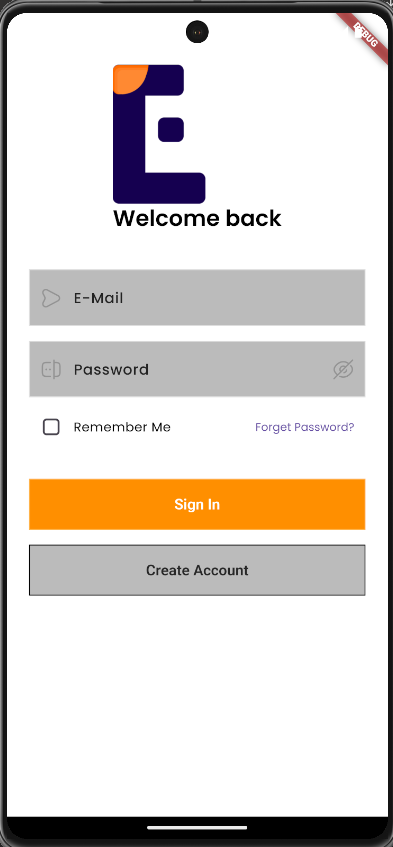 DEBUG
Welcome back
E-Mail
Password
Remember Me
Forget Password?
Sign In
Create Account